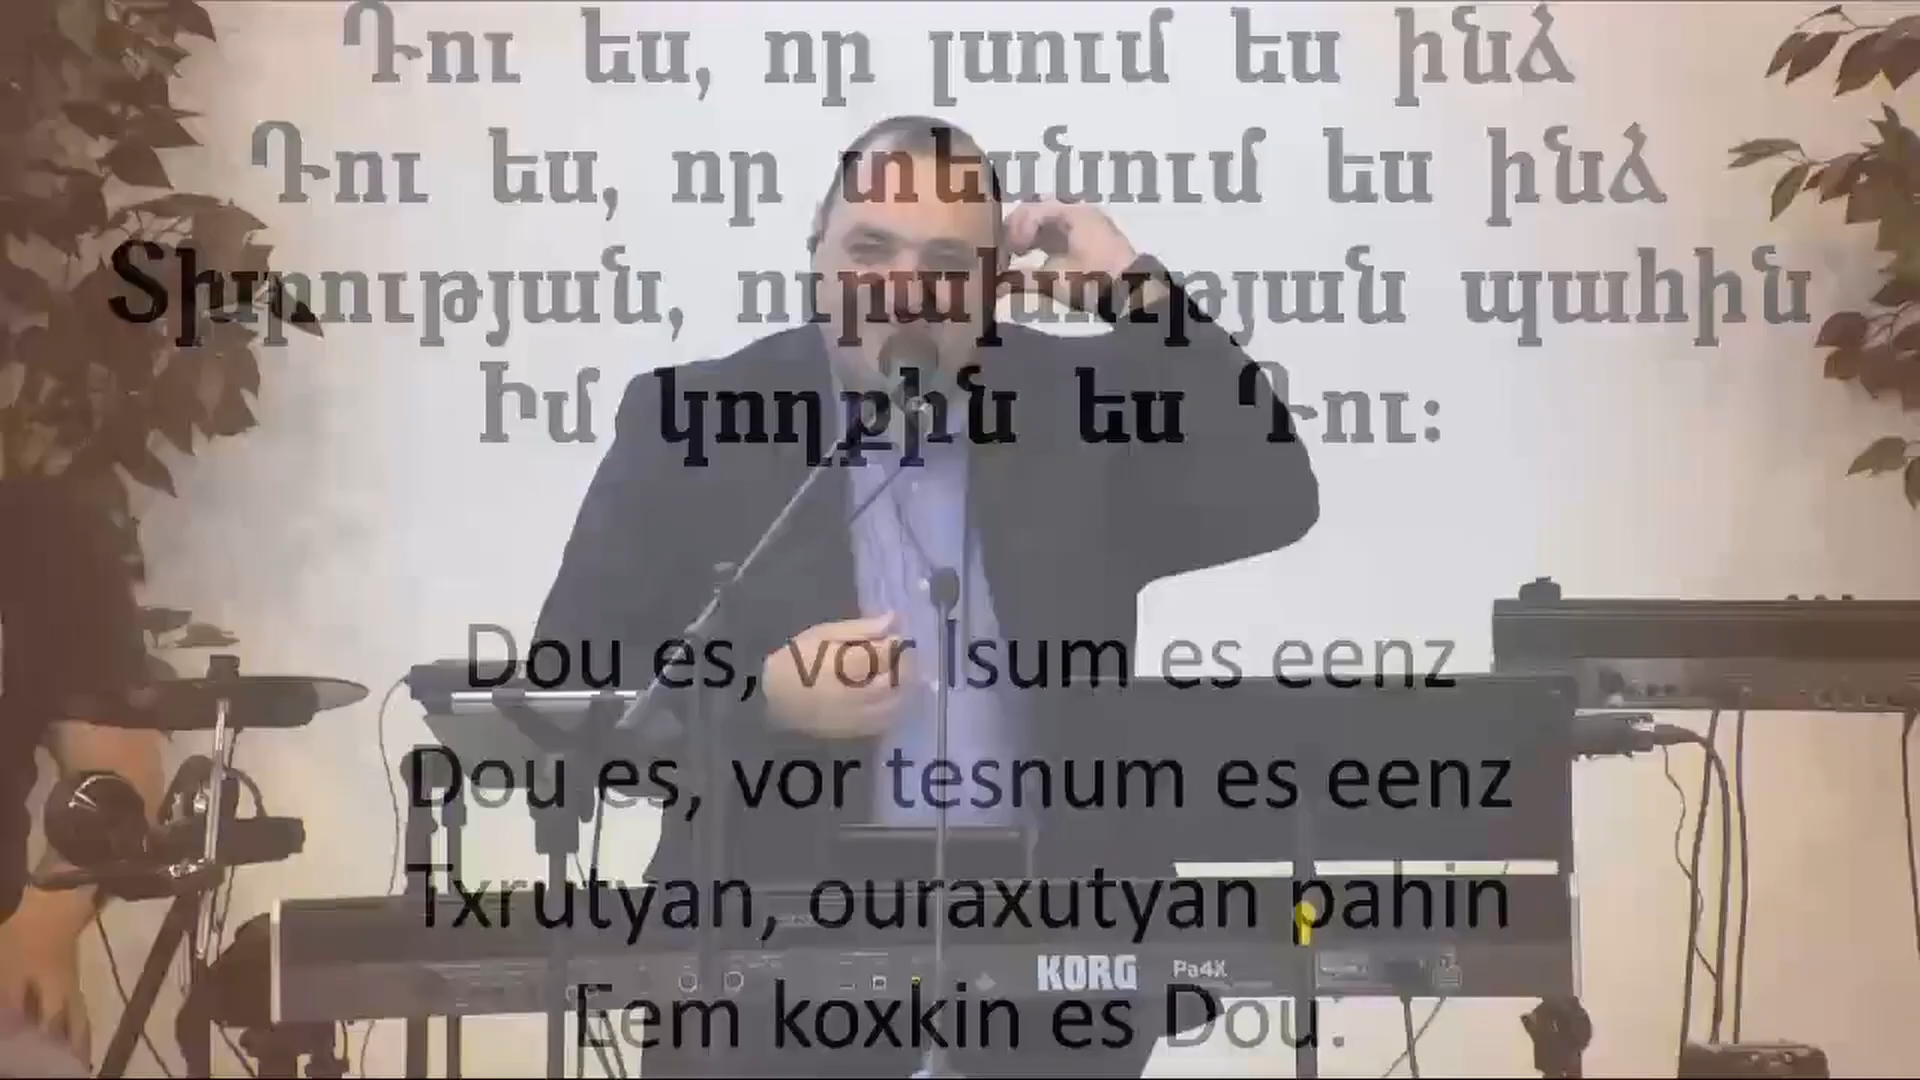 Դու ես, որ լսում ես ինձ
Դու ես, որ տեսնում ես ինձ
Տխրության, ուրախության պահին
Իմ կողքին ես Դու:
Dou es, vor lsum es eenz
Dou es, vor tesnum es eenz
Txrutyan, ouraxutyan pahin
Eem koxkin es Dou:
KORG Pa4X